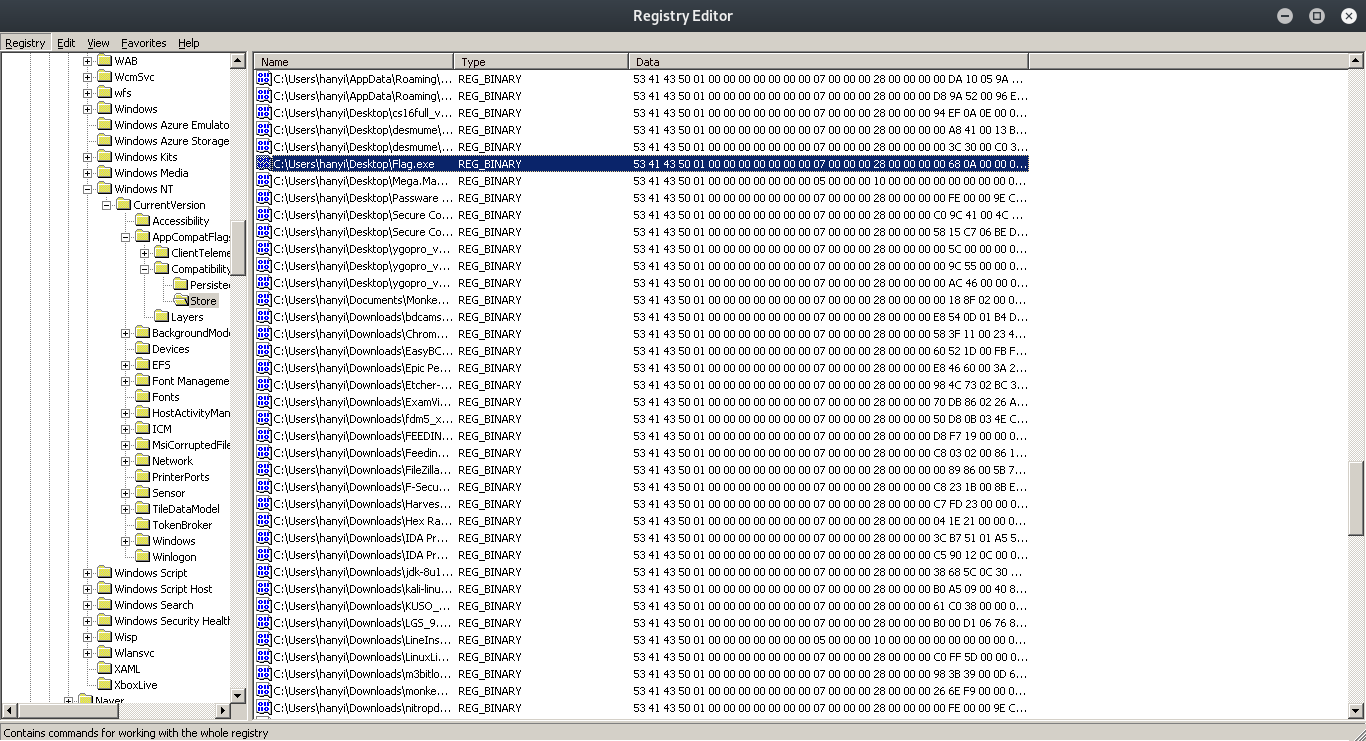 Registry Editor
Registry Edit View Favorites Help
WAB
WcmSvc
wfs
Windows
Windows Azure Emulato
Windows Azure Storage
Windows Kits
Windows Media
Windows NT
CurrentVersion
Accessibility
AppCompatFlags
ClientTeleme
Compatibility
Persisted
Store
Layers
BackgroundMode
Devices
EFS
Font Manageme
Fonts
HostActivityMan
ICM
MsiCorruptedFile
Network
PrinterPorts
Sensor
TileDataModel
TokenBroker
Windows
Winlogon
Windows Script
Windows Script Host
Windows Search
Windows Security Health
Wisp
Wlansvc
XAML
XboxLive
Naver
Name Type Data
C:\Users\hanyi\AppData\Roaming\... REG_BINARY 53 41 43 50 01 00 00 00 00 00 00 00 07 00 00 00 28 00 00 00 00 DA 10 05 9A ...
C:\Users\hanyi\AppData\Roaming\... REG_BINARY 53 41 43 50 01 00 00 00 00 00 00 00 07 00 00 00 28 00 00 00 00 D8 9A 52 00 96 E...
C:\Users\hanyi\Desktop\cs16full_v... REG_BINARY 53 41 43 50 01 00 00 00 00 00 00 00 07 00 00 00 28 00 00 00 00 94 EF 0A 0E 00 0...
C:\Users\hanyi\Desktop\desmume\... REG_BINARY 53 41 43 50 01 00 00 00 00 00 00 00 07 00 00 00 28 00 00 00 00 A8 41 00 13 B...
C:\Users\hanyi\Desktop\desmume\... REG_BINARY 53 41 43 50 01 00 00 00 00 00 00 00 07 00 00 00 28 00 00 00 00 3C 30 00 C0 3...
C:\Users\hanyi\Desktop\Flag.exe REG_BINARY 53 41 43 50 01 00 00 00 00 00 00 00 07 00 00 00 28 00 00 00 00 68 0A 00 00 0...
C:\Users\hanyi\Desktop\Mega.Ma... REG_BINARY 53 41 43 50 01 00 00 00 00 00 00 00 05 00 00 00 10 00 00 00 00 00 00 00 00 0...
C:\Users\hanyi\Desktop\Password ... REG_BINARY 53 41 43 50 01 00 00 00 00 00 00 00 07 00 00 00 28 00 00 00 00 FE 00 00 9E C...
C:\Users\hanyi\Desktop\Secure Co... REG_BINARY 53 41 43 50 01 00 00 00 00 00 00 00 07 00 00 00 28 00 00 00 00 C0 9C 41 00 4C ...
C:\Users\hanyi\Desktop\Secure Co... REG_BINARY 53 41 43 50 01 00 00 00 00 00 00 00 07 00 00 00 28 00 00 00 00 58 15 C7 06 BE D...
C:\Users\hanyi\Desktop\ygopro_v... REG_BINARY 53 41 43 50 01 00 00 00 00 00 00 00 07 00 00 00 28 00 00 00 00 5C 00 00 00 0...
C:\Users\hanyi\Desktop\ygopro_v... REG_BINARY 53 41 43 50 01 00 00 00 00 00 00 00 07 00 00 00 28 00 00 00 00 9C 55 00 00 0...
C:\Users\hanyi\Desktop\ygopro_v... REG_BINARY 53 41 43 50 01 00 00 00 00 00 00 00 07 00 00 00 28 00 00 00 00 AC 46 00 00 0...
C:\Users\hanyi\Documents\Monke... REG_BINARY 53 41 43 50 01 00 00 00 00 00 00 00 07 00 00 00 28 00 00 00 00 18 8F 02 00 0...
C:\Users\hanyi\Downloads\bdcams... REG_BINARY 53 41 43 50 01 00 00 00 00 00 00 00 07 00 00 00 28 00 00 00 00 E8 54 0D 01 B4 D...
C:\Users\hanyi\Downloads\Chrom... REG_BINARY 53 41 43 50 01 00 00 00 00 00 00 00 07 00 00 00 28 00 00 00 00 58 3F 11 00 23 4...
C:\Users\hanyi\Downloads\EasyBC... REG_BINARY 53 41 43 50 01 00 00 00 00 00 00 00 07 00 00 00 28 00 00 00 00 60 52 1D 00 FB F...
C:\Users\hanyi\Downloads\Epic Pe... REG_BINARY 53 41 43 50 01 00 00 00 00 00 00 00 07 00 00 00 28 00 00 00 00 E8 46 60 00 3A 2...
C:\Users\hanyi\Downloads\Etcher-... REG_BINARY 53 41 43 50 01 00 00 00 00 00 00 00 07 00 00 00 28 00 00 00 00 98 4C 73 02 BC 3...
C:\Users\hanyi\Downloads\ExamVi... REG_BINARY 53 41 43 50 01 00 00 00 00 00 00 00 07 00 00 00 28 00 00 00 00 70 DB 86 02 26 A...
C:\Users\hanyi\Downloads\fdm5_x... REG_BINARY 53 41 43 50 01 00 00 00 00 00 00 00 07 00 00 00 28 00 00 00 00 50 D8 0B 03 4E C...
C:\Users\hanyi\Downloads\FEEDIN... REG_BINARY 53 41 43 50 01 00 00 00 00 00 00 00 07 00 00 00 28 00 00 00 00 D8 F7 19 00 00 0...
C:\Users\hanyi\Downloads\Feedin... REG_BINARY 53 41 43 50 01 00 00 00 00 00 00 00 07 00 00 00 28 00 00 00 00 C8 03 02 00 86 1...
C:\Users\hanyi\Downloads\FileZilla... REG_BINARY 53 41 43 50 01 00 00 00 00 00 00 00 07 00 00 00 28 00 00 00 00 89 86 00 5B 7...
C:\Users\hanyi\Downloads\F-Secu... REG_BINARY 53 41 43 50 01 00 00 00 00 00 00 00 07 00 00 00 28 00 00 00 00 C8 23 1B 00 8B E...
C:\Users\hanyi\Downloads\Harves... REG_BINARY 53 41 43 50 01 00 00 00 00 00 00 00 07 00 00 00 28 00 00 00 00 C7 FD 23 00 00 0...
C:\Users\hanyi\Downloads\Hex Ra... REG_BINARY 53 41 43 50 01 00 00 00 00 00 00 00 07 00 00 00 28 00 00 00 00 04 1E 21 00 00 0...
C:\Users\hanyi\Downloads\IDA Pr... REG_BINARY 53 41 43 50 01 00 00 00 00 00 00 00 07 00 00 00 28 00 00 00 00 3C B7 51 01 A5 5...
C:\Users\hanyi\Downloads\IDA Pr... REG_BINARY 53 41 43 50 01 00 00 00 00 00 00 00 07 00 00 00 28 00 00 00 00 C5 90 12 0C 00 0...
C:\Users\hanyi\Downloads\jdk-8u1... REG_BINARY 53 41 43 50 01 00 00 00 00 00 00 00 07 00 00 00 28 00 00 00 00 38 68 5C 0C 30 ...
C:\Users\hanyi\Downloads\kali-linu... REG_BINARY 53 41 43 50 01 00 00 00 00 00 00 00 07 00 00 00 28 00 00 00 00 B0 A5 09 00 40 8...
C:\Users\hanyi\Downloads\KUSO_... REG_BINARY 53 41 43 50 01 00 00 00 00 00 00 00 07 00 00 00 28 00 00 00 00 61 C0 38 00 00 0...
C:\Users\hanyi\Downloads\LGS_9.... REG_BINARY 53 41 43 50 01 00 00 00 00 00 00 00 07 00 00 00 28 00 00 00 00 B0 00 D1 06 76 8...
C:\Users\hanyi\Downloads\LineIns... REG_BINARY 53 41 43 50 01 00 00 00 00 00 00 00 05 00 00 00 10 00 00 00 00 00 00 00 00 0...
C:\Users\hanyi\Downloads\LinuxLi... REG_BINARY 53 41 43 50 01 00 00 00 00 00 00 00 07 00 00 00 28 00 00 00 00 C0 FF 5D 00 00 0...
C:\Users\hanyi\Downloads\m3bitlo... REG_BINARY 53 41 43 50 01 00 00 00 00 00 00 00 07 00 00 00 28 00 00 00 00 98 3B 39 00 0D 6...
C:\Users\hanyi\Downloads\monke... REG_BINARY 53 41 43 50 01 00 00 00 00 00 00 00 07 00 00 00 28 00 00 00 00 26 6E F9 00 00 0...
C:\Users\hanyi\Downloads\nitropd... REG_BINARY 53 41 43 50 01 00 00 00 00 00 00 00 07 00 00 00 28 00 00 00 00 FE 00 00 9E C...
Contains commands for working with the whole registry